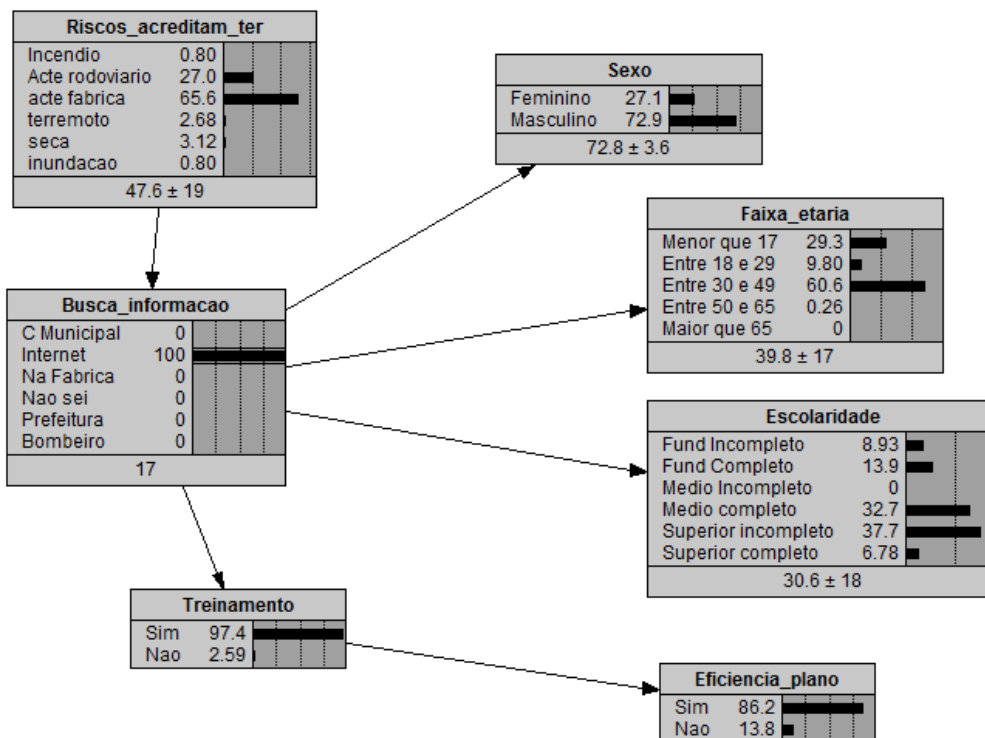 Riscos_acreditam_ter
Incendio 0.80
Acte rodoviario 27.0
acte fabrica 65.6
terremoto 2.68
seca 3.12
inundacao 0.80
47.6 ± 19
Sexo
Feminino 27.1
Masculino 72.9
72.8 ± 3.6
Faixa_etaria
Menor que 17 29.3
Entre 18 e 29 9.80
Entre 30 e 49 60.6
Entre 50 e 65 0.26
Maior que 65 0
39.8 ± 17
Busca_informacao
C Municipal 0
Internet 100
Na Fabrica 0
Nao sei 0
Prefeitura 0
Bombeiro 0
17
Escolaridade
Fund Incompleto 8.93
Fund Completo 13.9
Medio Incompleto 0
Medio completo 32.7
Superior incompleto 37.7
Superior completo 6.78
30.6 ± 18
Treinamento
Sim 97.4
Nao 2.59
Eficiencia_plano
Sim 86.2
Nao 13.8